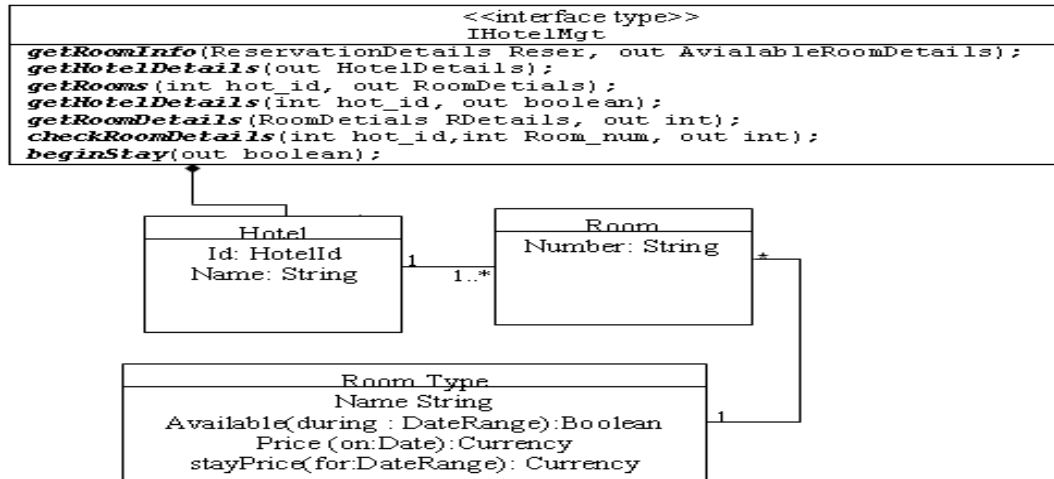 <<interface type>>
IHotelMgt
getRoomInfo(ReservationDetails Reser, out AvialableRoomDetails);
getHotelDetails(out HotelDetails);
getRooms(int hot_id, out RoomDetials);
getHotelDetails(int hot_id, out boolean);
getRoomDetails(RoomDetials RDetails, out int);
checkRoomDetails(int hot_id,int Room_num, out int);
beginStay(out boolean);
Hotel
Id: HotelId
Name: String
1
1..*
Room
Number: String
*
Room Type
Name String
Available(during : DateRange):Boolean
Price (on:Date):Currency
stayPrice(for:DateRange): Currency
1